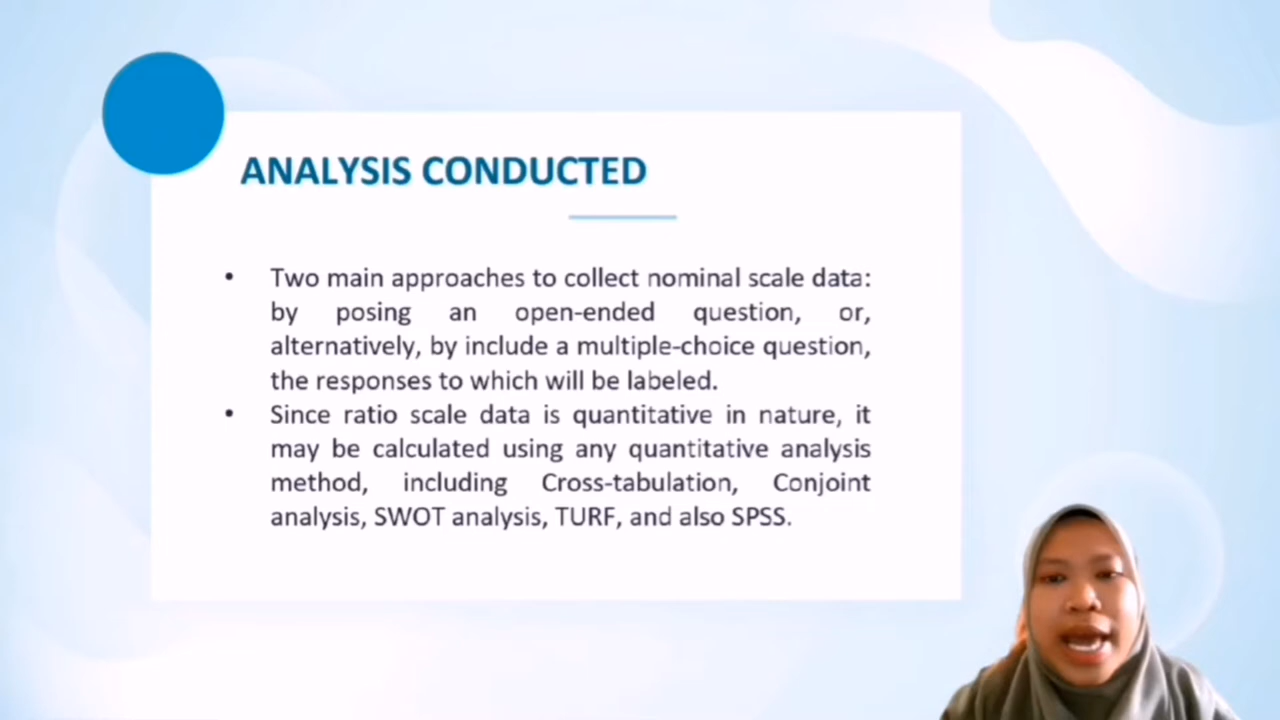 ANALYSIS CONDUCTED
• Two main approaches to collect nominal scale data:
by posing an open-ended question, or,
alternatively, by include a multiple-choice question,
the responses to which will be labeled.
• Since ratio scale data is quantitative in nature, it
may be calculated using any quantitative analysis
method, including Cross-tabulation, Conjoint
analysis, SWOT analysis, TURF, and also SPSS.